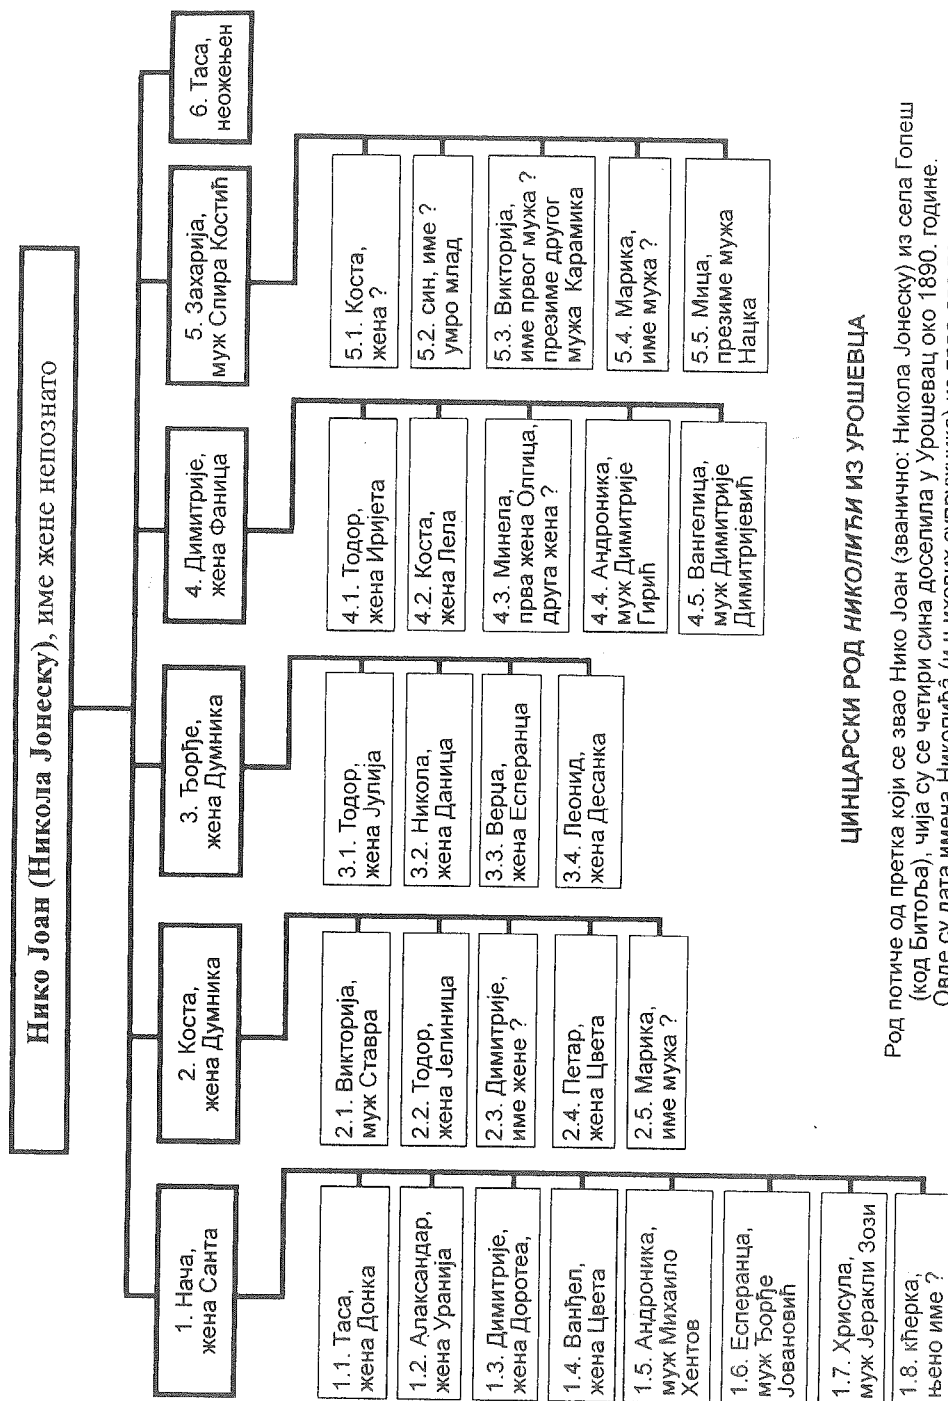 Нико Јоан (Никола Јонеску), име жене непознато
1. Нача,
жена Санта
2. Коста,
жена Думника
3. Ђорђе,
жена Думника
4. Димитрије,
жена Фаница
5. Захарија,
муж Спира Костић
6. Таса,
неожењен
1.1. Таса,
жена Донка
1.2. Алаксандар,
жена Уранија
1.3. Димитрије,
жена Доротеа,
1.4. Ванђел,
жена Цвета
1.5. Андроника,
муж Михаило
Хентов
1.6. Есперанца,
муж Ђорђе
Јовановић
1.7. Хрисула,
муж Јеракли Зози
1.8. кћерка,
њено име ?
2.1. Викторија,
муж Ставра
2.2. Тодор,
жена Јелиница
2.3. Димитрије,
име жене ?
2.4. Петар,
жена Цвета
2.5. Марика,
име мужа ?
3.1. Тодор,
жена Јулија
3.2. Никола,
жена Даница
3.3. Верџа,
жена Есперанца
3.4. Леонид,
жена Десанка
4.1. Тодор,
жена Иријета
4.2. Коста,
жена Лела
4.3. Минела,
прва жена Олгица,
друга жена ?
4.4. Андроника,
муж Димитрије
Гирић
4.5. Вангелица,
муж Димитрије
Димитријевић
5.1. Коста,
жена ?
5.2. син, име ?
умро млад
5.3. Викторија,
име првог мужа ?
презиме другог
мужа Карамика
5.4. Марика,
име мужа ?
5.5. Мица,
презиме мужа
Нацка
ЦИНЦАРСКИ РОД НИКОЛИЋИ ИЗ УРОШЕВЦА
Род потиче од претка који се звао Нико Јоан (званично: Никола Јонеску) из села Гопеш
(код Битоља), чија су се четири сина доселила у Урошевац око 1890. године.
Овде су дата имена Николића (и њихових супружника) из прве